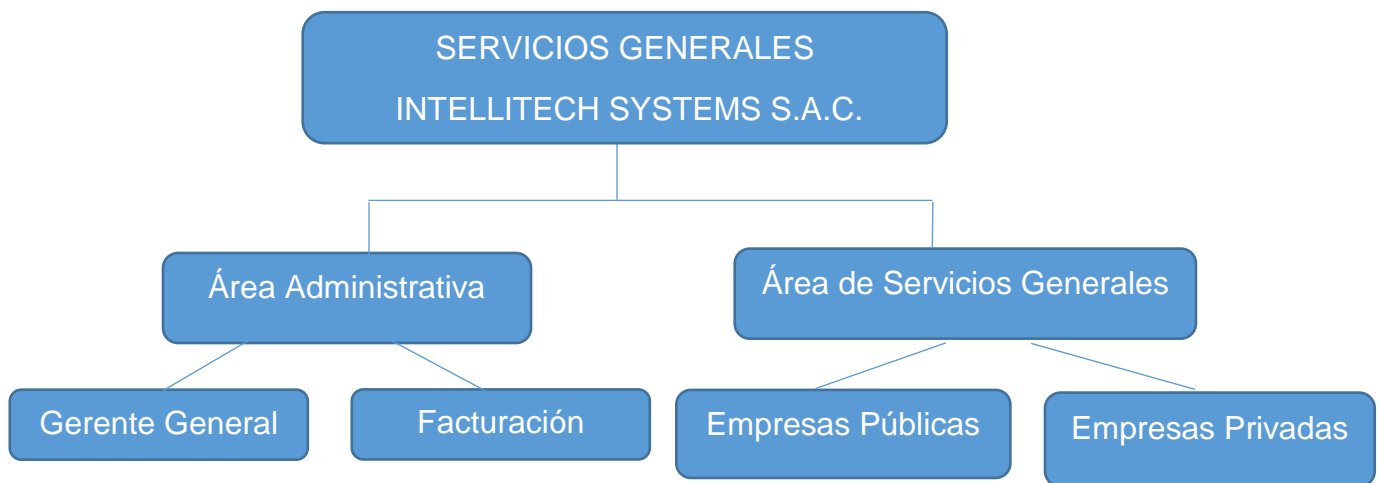 SERVICIOS GENERALES
INTELLITECH SYSTEMS S.A.C.
Área Administrativa
Área de Servicios Generales
Gerente General
Facturación
Empresas Públicas
Empresas Privadas